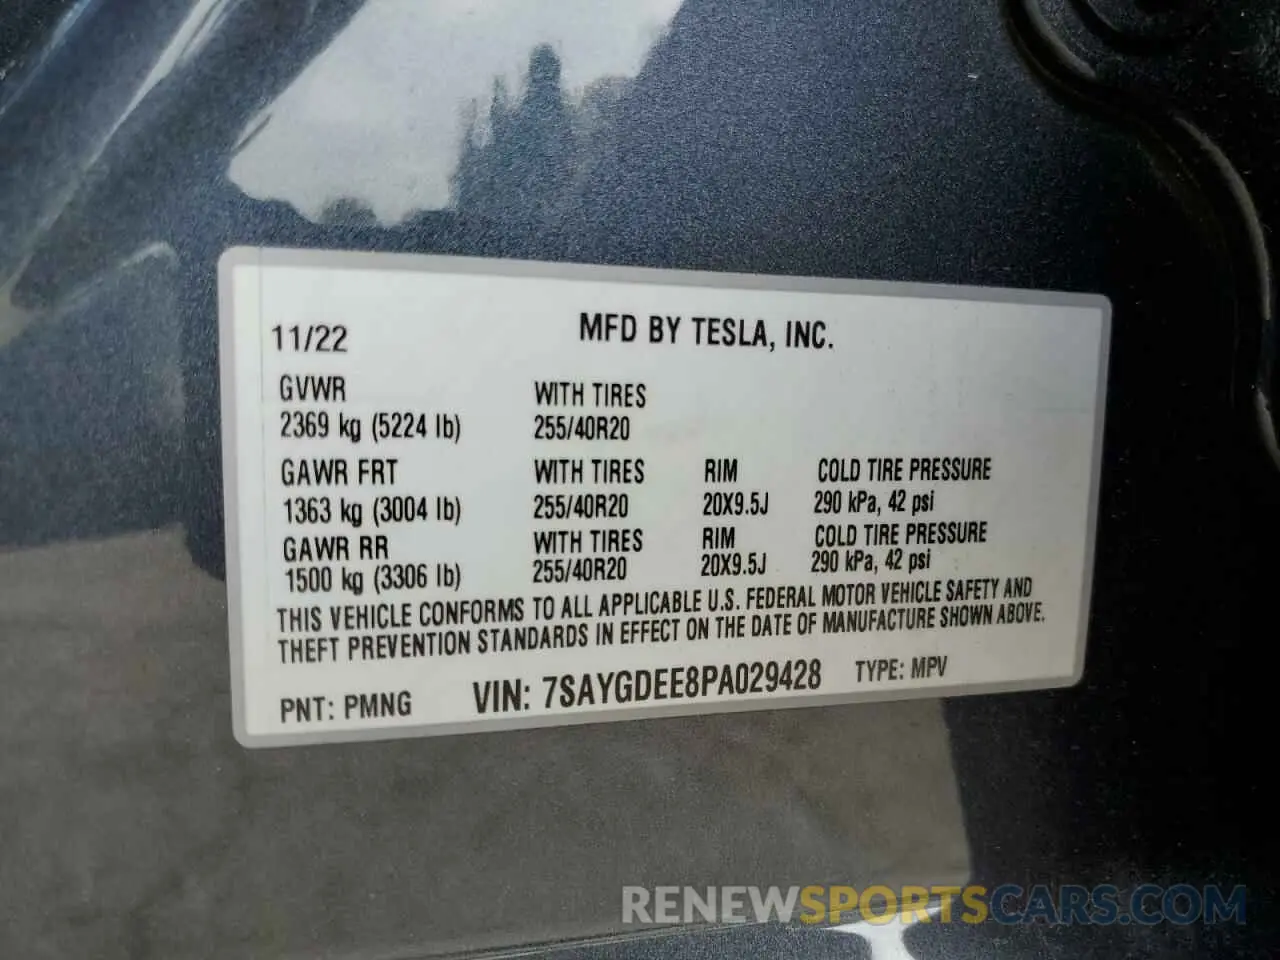 11/22 MFD BY TESLA, INC.
GVWR WITH TIRES
2369 kg (5224 lb) 255/40R20
GAWR FRT WITH TIRES RIM COLD TIRE PRESSURE
1363 kg (3004 lb) 255/40R20 20X9.5J 290 kPa, 42 psi
GAWR RR WITH TIRES RIM COLD TIRE PRESSURE
1500 kg (3306 lb) 255/40R20 20X9.5J 290 kPa, 42 psi
THIS VEHICLE CONFORMS TO ALL APPLICABLE U.S. FEDERAL MOTOR VEHICLE SAFETY AND
THEFT PREVENTION STANDARDS IN EFFECT ON THE DATE OF MANUFACTURE SHOWN ABOVE.
PNT: PMNG VIN: 7SAYGDEE8PA029428 TYPE: MPV
RENEWSPORTSCARS.COM